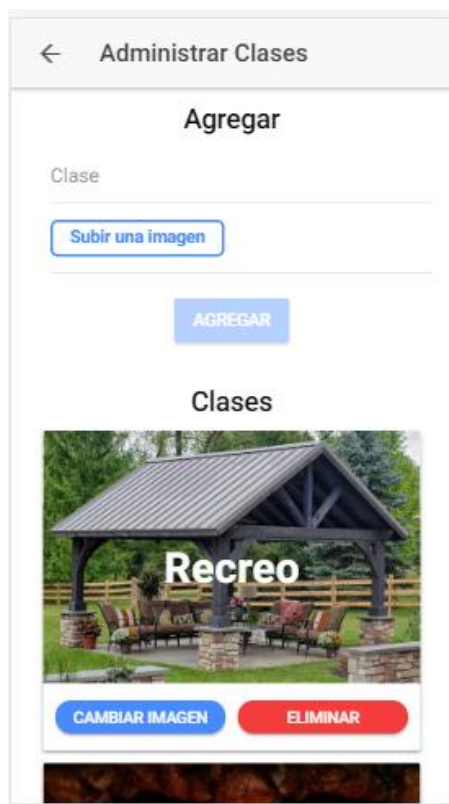 Administrar Clases
Agregar
Clase
Subir una imagen
AGREGAR
Clases
Recreo
CAMBIAR IMAGEN
ELIMINAR